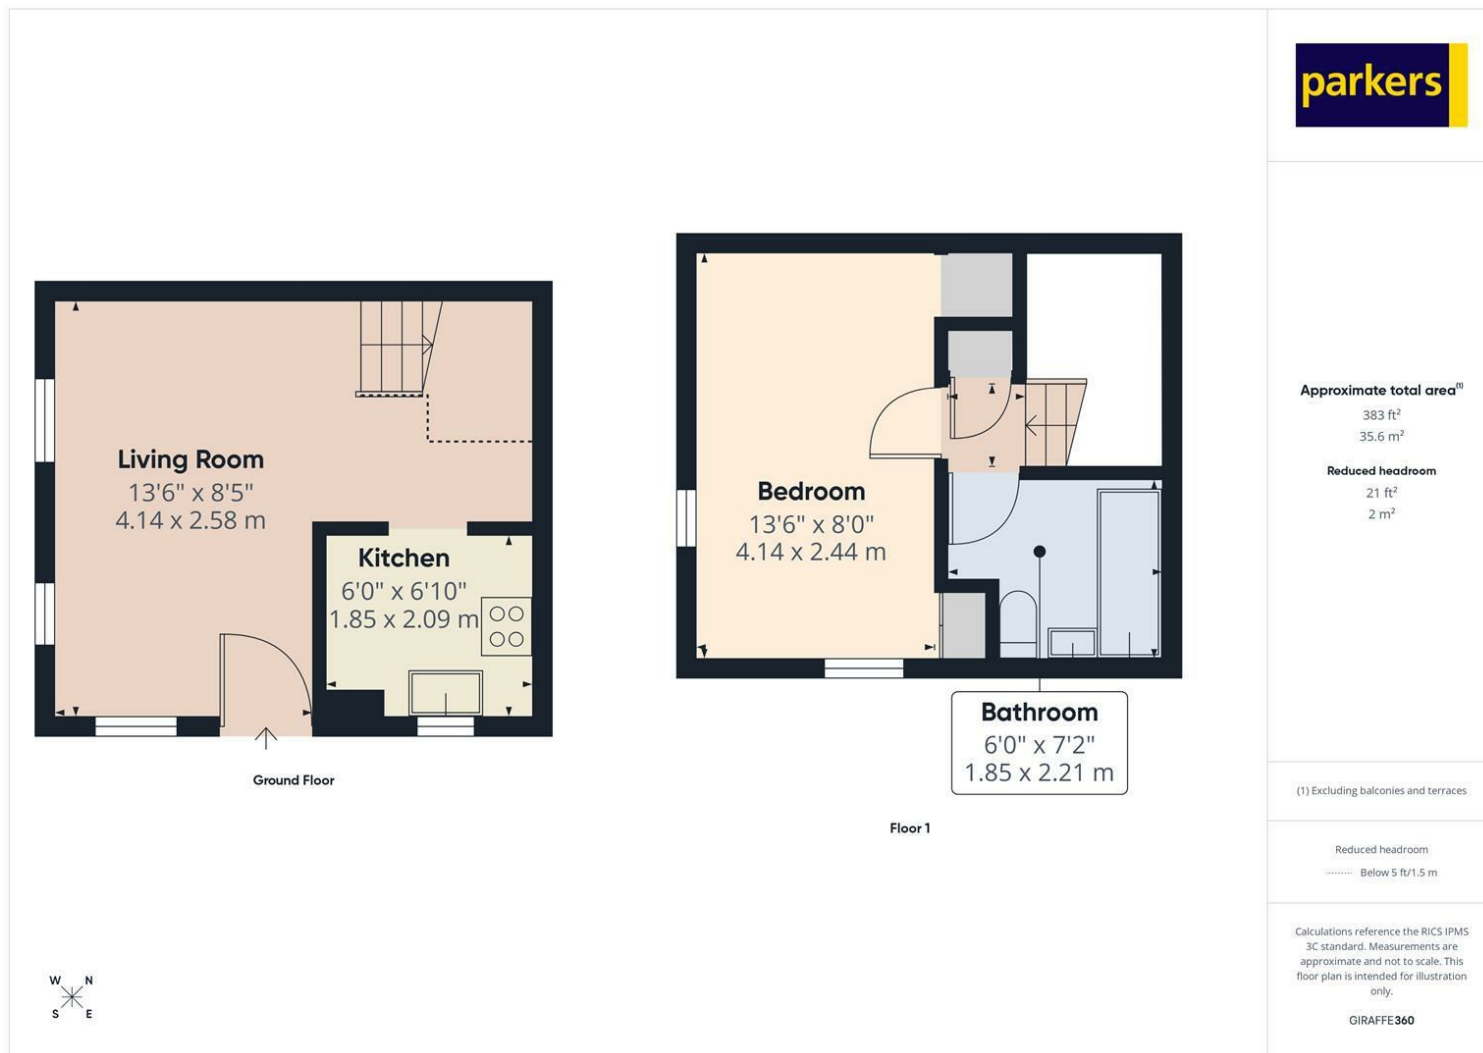 parkers
Living Room
13'6" x 8'5"
4.14 x 2.58 m
Kitchen
6'0" x 6'10"
1.85 x 2.09 m
Ground Floor
Bedroom
13'6" x 8'0"
4.14 x 2.44 m
Bathroom
6'0" x 7'2"
1.85 x 2.21 m
Floor 1
W N
S E
Approximate total area⁽¹⁾
383 ft²
35.6 m²
Reduced headroom
21 ft²
2 m²
(1) Excluding balconies and terraces
Reduced headroom
Below 5 ft/1.5 m
Calculations reference the RICS IPMS
3C standard. Measurements are
approximate and not to scale. This
floor plan is intended for illustration
only.
GIRAFFE360